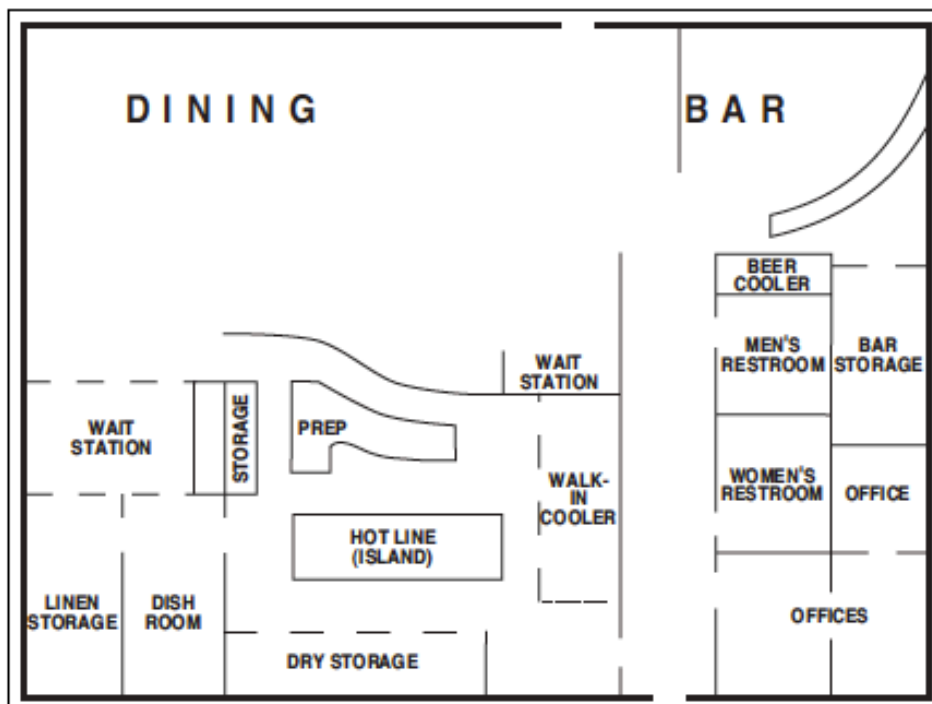 DINING
BAR
BEER
COOLER
MEN'S
RESTROOM
BAR
STORAGE
WAIT
STATION
WAIT
STATION
STORAGE
PREP
WALK-
IN
COOLER
WOMEN'S
RESTROOM
OFFICE
HOT LINE
(ISLAND)
LINEN
STORAGE
DISH
ROOM
OFFICES
DRY STORAGE